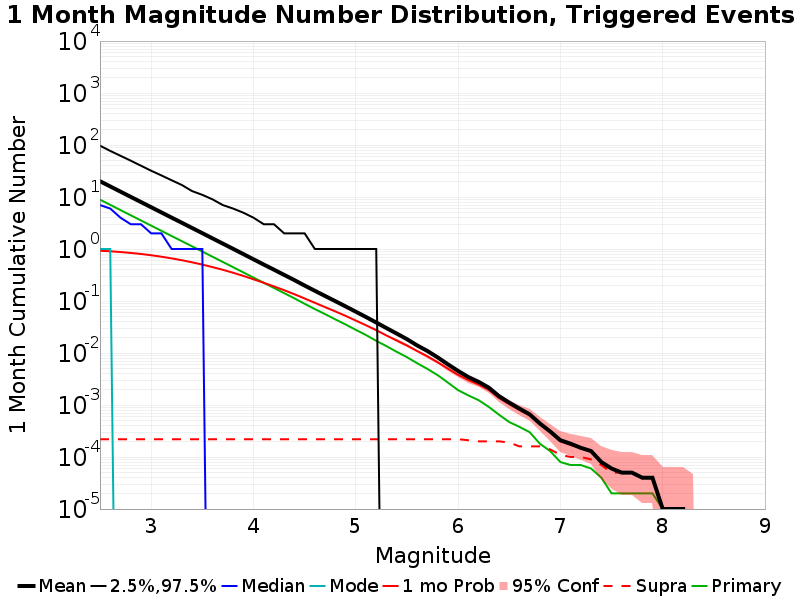 1 Month Magnitude Number Distribution, Triggered Events
1 Month Cumulative Number
10^4
10^3
10^2
10^1
10^0
10^-1
10^-2
10^-3
10^-4
10^-5
3 4 5 6 7 8 9
Magnitude
Mean 2.5%,97.5% Median Mode 1 mo Prob 95% Conf Supra Primary